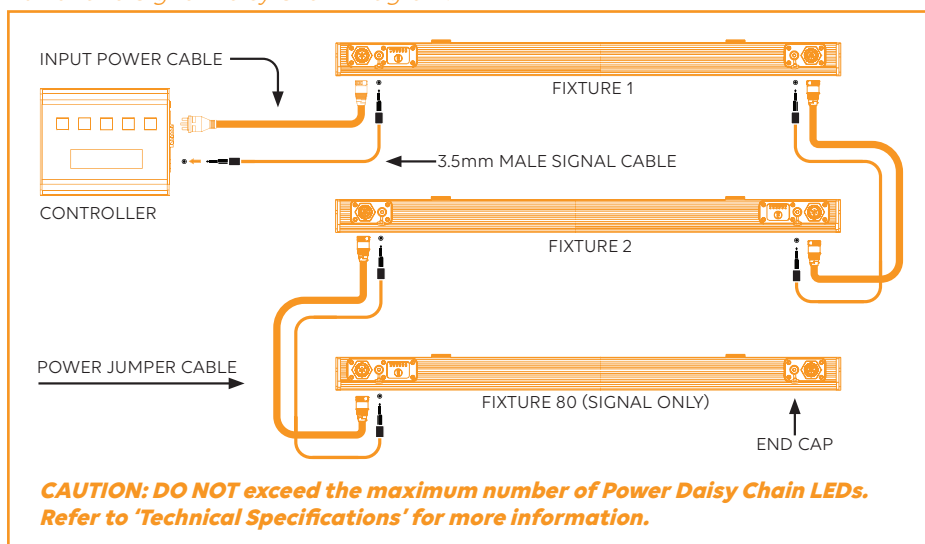 INPUT POWER CABLE
FIXTURE 1
3.5mm MALE SIGNAL CABLE
CONTROLLER
FIXTURE 2
POWER JUMPER CABLE
FIXTURE 80 (SIGNAL ONLY)
END CAP
CAUTION: DO NOT exceed the maximum number of Power Daisy Chain LEDs.
Refer to ‘Technical Specifications’ for more information.